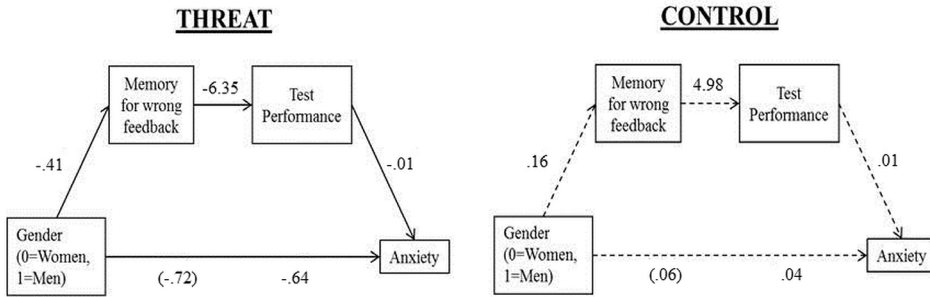 THREAT
Memory
for wrong
feedback
-6.35
Test
Performance
-.41
-.01
Gender
(0=Women,
1=Men)
Anxiety
(-.72) -.64
CONTROL
Memory
for wrong
feedback
4.98
Test
Performance
.16
.01
Gender
(0=Women,
1=Men)
Anxiety
(.06) .04